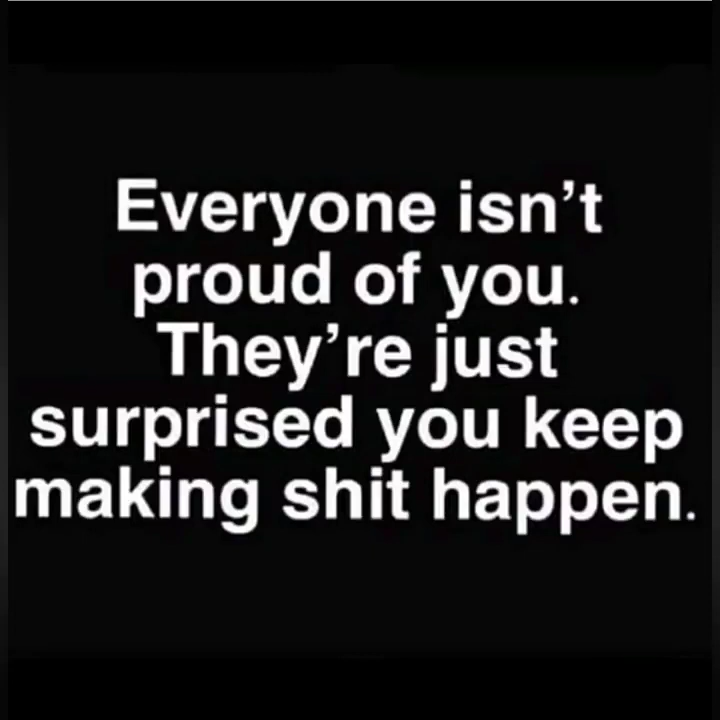 Everyone isn’t
proud of you.
They’re just
surprised you keep
making shit happen.